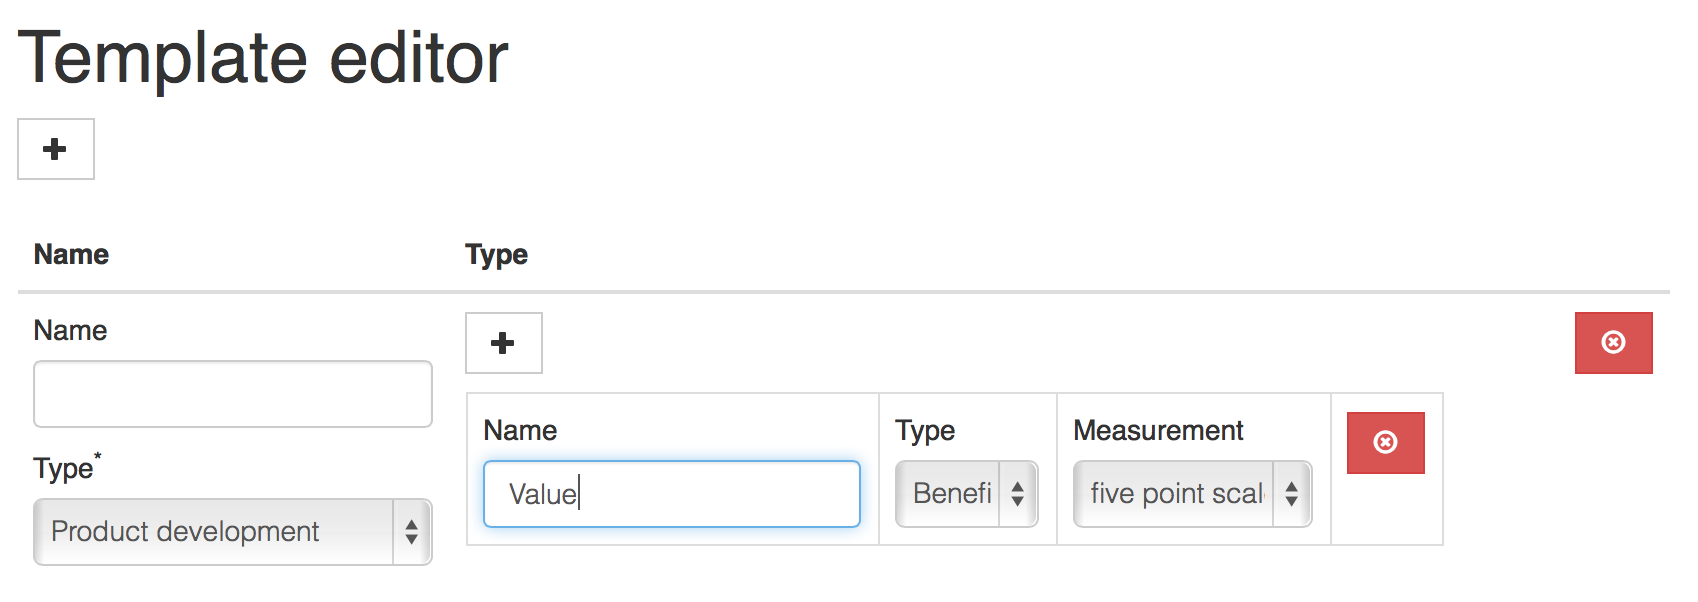 Template editor
Name Type
Name
Type*
Product development
Name Type Measurement
Value Benefi five point scal